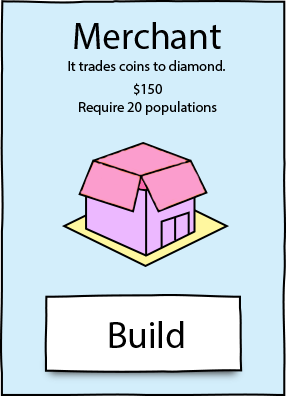 Merchant
It trades coins to diamond.
$150
Require 20 populations
Build